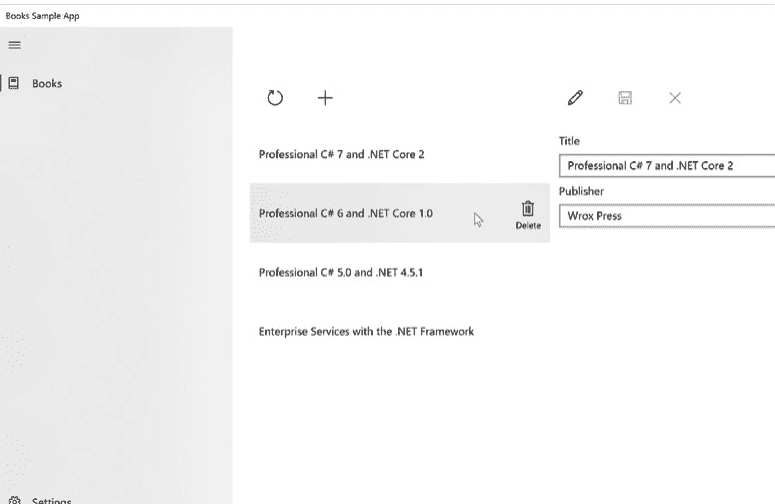 Books Sample App
Books
Professional C# 7 and .NET Core 2
Professional C# 6 and .NET Core 1.0
Delete
Professional C# 5.0 and .NET 4.5.1
Enterprise Services with the .NET Framework
Title
Professional C# 7 and .NET Core 2
Publisher
Wrox Press
Settings